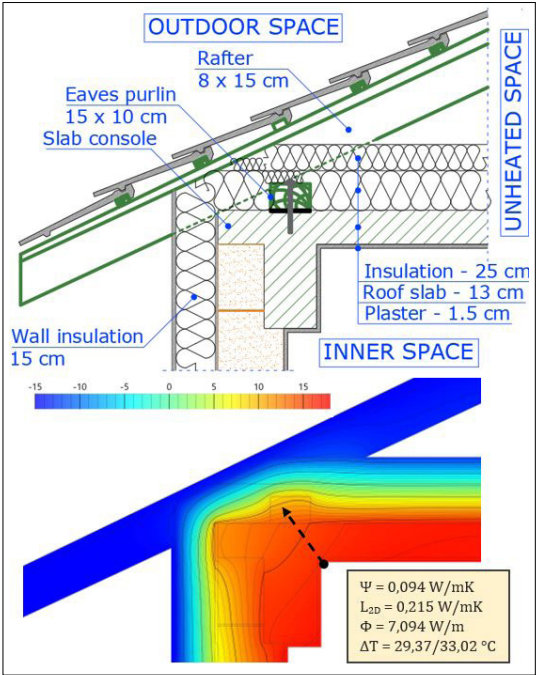 OUTDOOR SPACE
Rafter
8 x 15 cm
Eaves purlin
15 x 10 cm
Slab console
UNHEATED SPACE
Insulation - 25 cm
Roof slab - 13 cm
Plaster - 1.5 cm
Wall insulation
15 cm
INNER SPACE
-15 -10 -5 0 5 10 15
Ψ = 0,094 W/mK
L2D = 0,215 W/mK
Φ = 7,094 W/m
ΔT = 29,37/33,02 °C